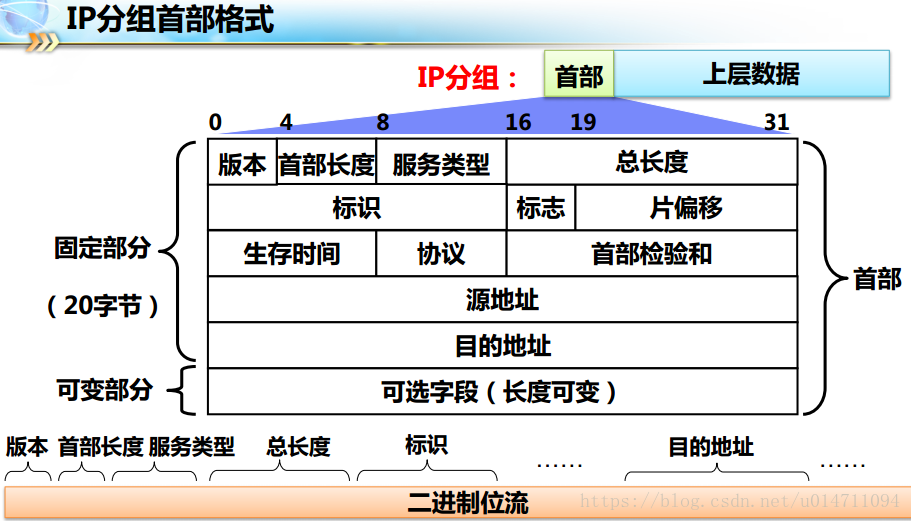 IP分组首部格式
IP分组： 首部 上层数据
0 4 8 16 19 31
版本 首部长度 服务类型 总长度
标识 标志 片偏移
固定部分
（20字节）
生存时间 协议 首部检验和
首部
源地址
目的地址
可变部分
可选字段（长度可变）
版本 首部长度 服务类型 总长度 标识 …… 目的地址 ……
二进制位流
https://blog.csdn.net/u014711094